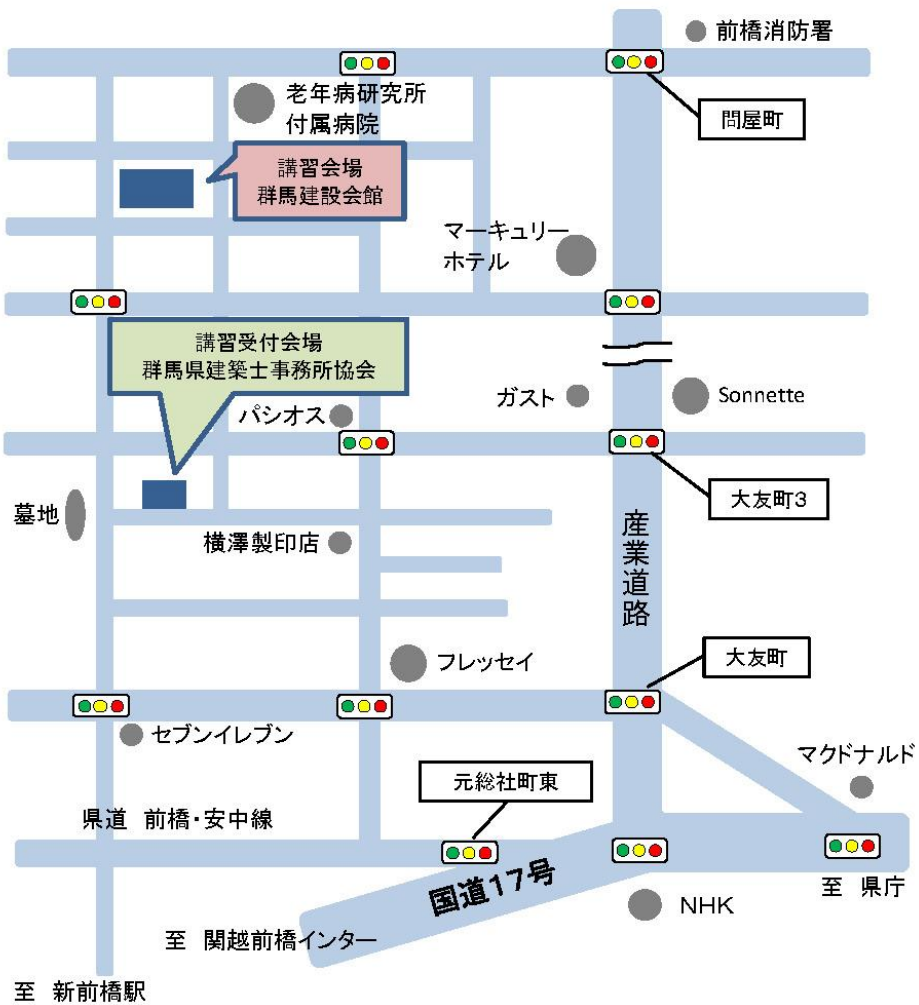 前橋消防署
老年病研究所
付属病院
問屋町
講習会場
群馬建設会館
マーキュリー
ホテル
講習受付会場
群馬県建築士事務所協会
ガスト
Sonnette
パシオス
大友町3
墓地
横澤製印店
産業道路
大友町
フレッセイ
セブンイレブン
マクドナルド
元総社町東
県道 前橋・安中線
国道17号
至 県庁
NHK
至 関越前橋インター
至 新前橋駅